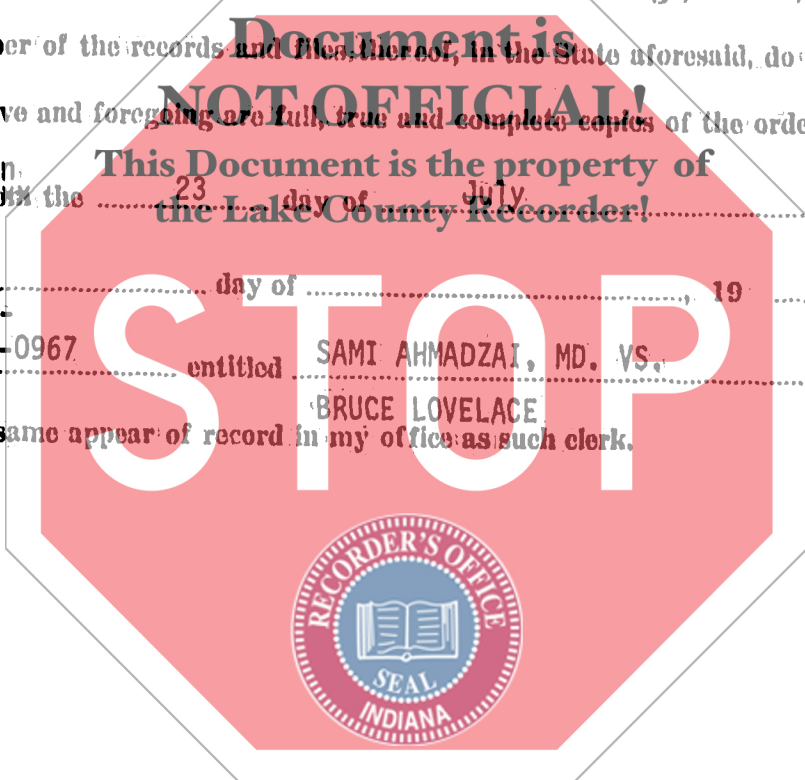 er of the records and files thereof, in the State aforesaid, do
Document is
ve and foregoing are full, true and complete copies of the orde
NOT OFFICIAL!
This Document is the property of
the 23 day of July
the Lake County Recorder!
day of , 19
STOP
-0967 entitled SAMI AHMADZAI, MD. VS.
BRUCE LOVELACE
same appear of record in my office as such clerk.
RECORDER'S OFFICE
SEAL
INDIANA